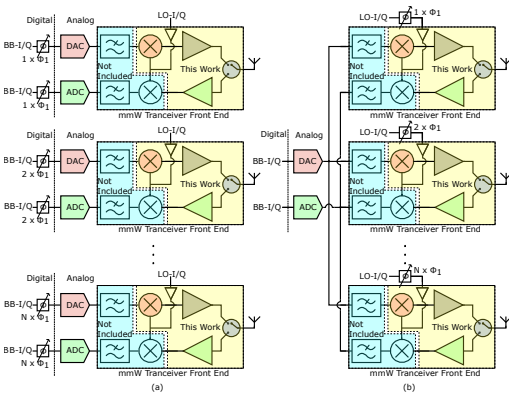 Digital Analog LO-I/Q
BB-I/Q DAC
1 x Φ1
Not
Included
This Work
BB-I/Q ADC
1 x Φ1
mmW Tranceiver Front End
Digital Analog LO-I/Q
BB-I/Q DAC
2 x Φ1
Not
Included
This Work
BB-I/Q ADC
2 x Φ1
mmW Tranceiver Front End
Digital Analog LO-I/Q
BB-I/Q DAC
N x Φ1
Not
Included
This Work
BB-I/Q ADC
N x Φ1
mmW Tranceiver Front End
(a)
LO-I/Q Φ 1 x Φ1
Not
Included
This Work
mmW Tranceiver Front End
Digital Analog LO-I/Q Φ 2 x Φ1
BB-I/Q DAC
Not
Included
This Work
BB-I/Q ADC
mmW Tranceiver Front End
LO-I/Q Φ N x Φ1
Not
Included
This Work
mmW Tranceiver Front End
(b)